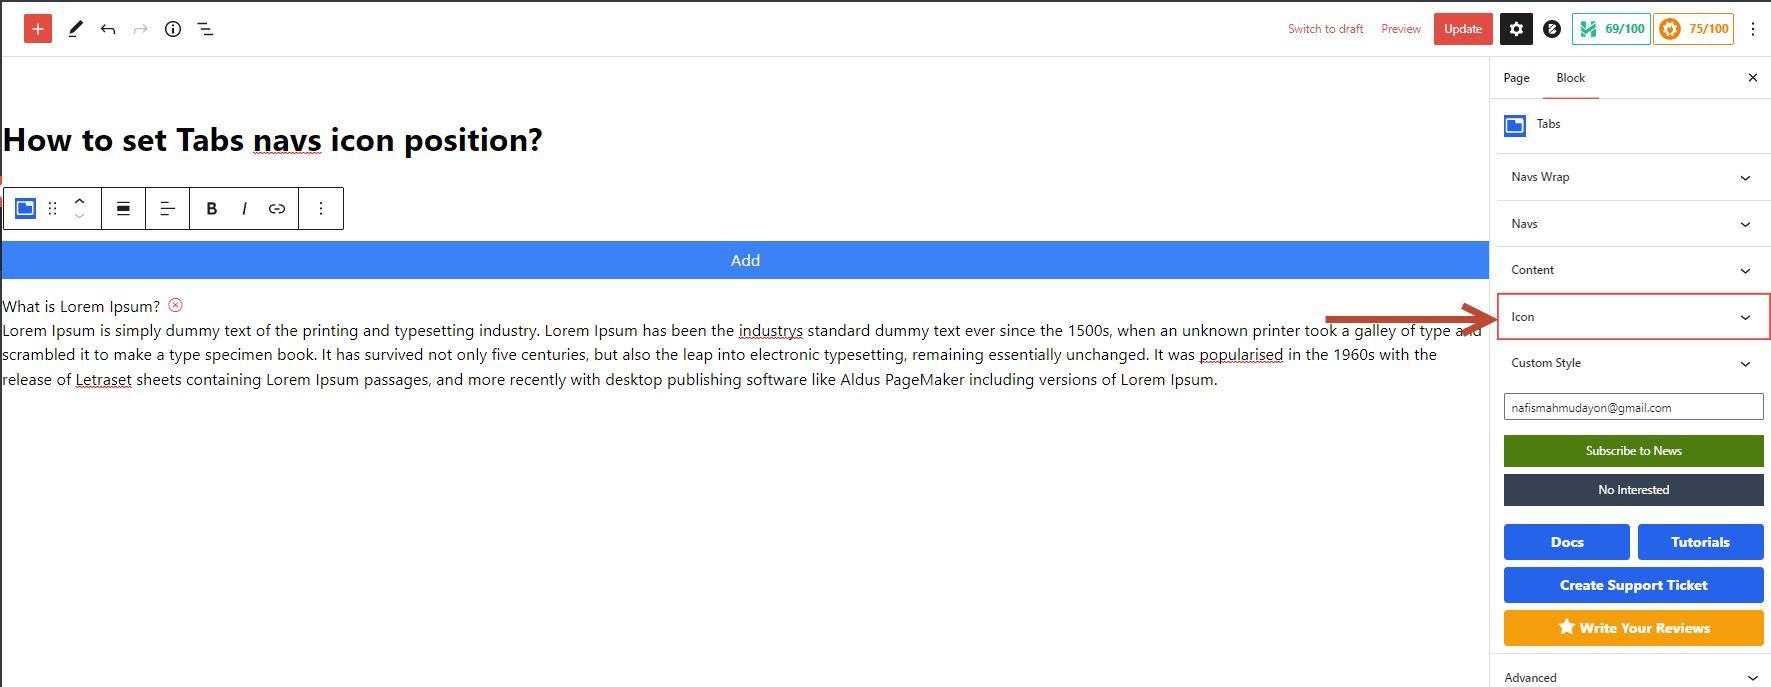 Switch to draft Preview Update 69/100 75/100
Page Block
Tabs
How to set Tabs navs icon position?
B I
Add
What is Lorem Ipsum?
Lorem Ipsum is simply dummy text of the printing and typesetting industry. Lorem Ipsum has been the industrys standard dummy text ever since the 1500s, when an unknown printer took a galley of type and
scrambled it to make a type specimen book. It has survived not only five centuries, but also the leap into electronic typesetting, remaining essentially unchanged. It was popularised in the 1960s with the
release of Letraset sheets containing Lorem Ipsum passages, and more recently with desktop publishing software like Aldus PageMaker including versions of Lorem Ipsum.
Navs Wrap
Navs
Content
Icon
Custom Style
nafismahmudayon@gmail.com
Subscribe to News
No Interested
Docs Tutorials
Create Support Ticket
Write Your Reviews
Advanced